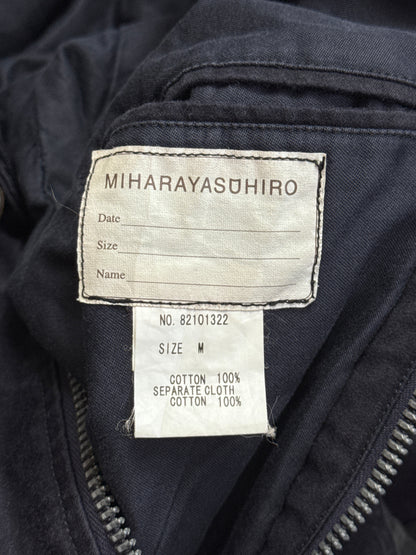 MIHARAYASUHIRO
Date
Size
Name
NO. 82101322
SIZE M
COTTON 100%
SEPARATE CLOTH
COTTON 100%